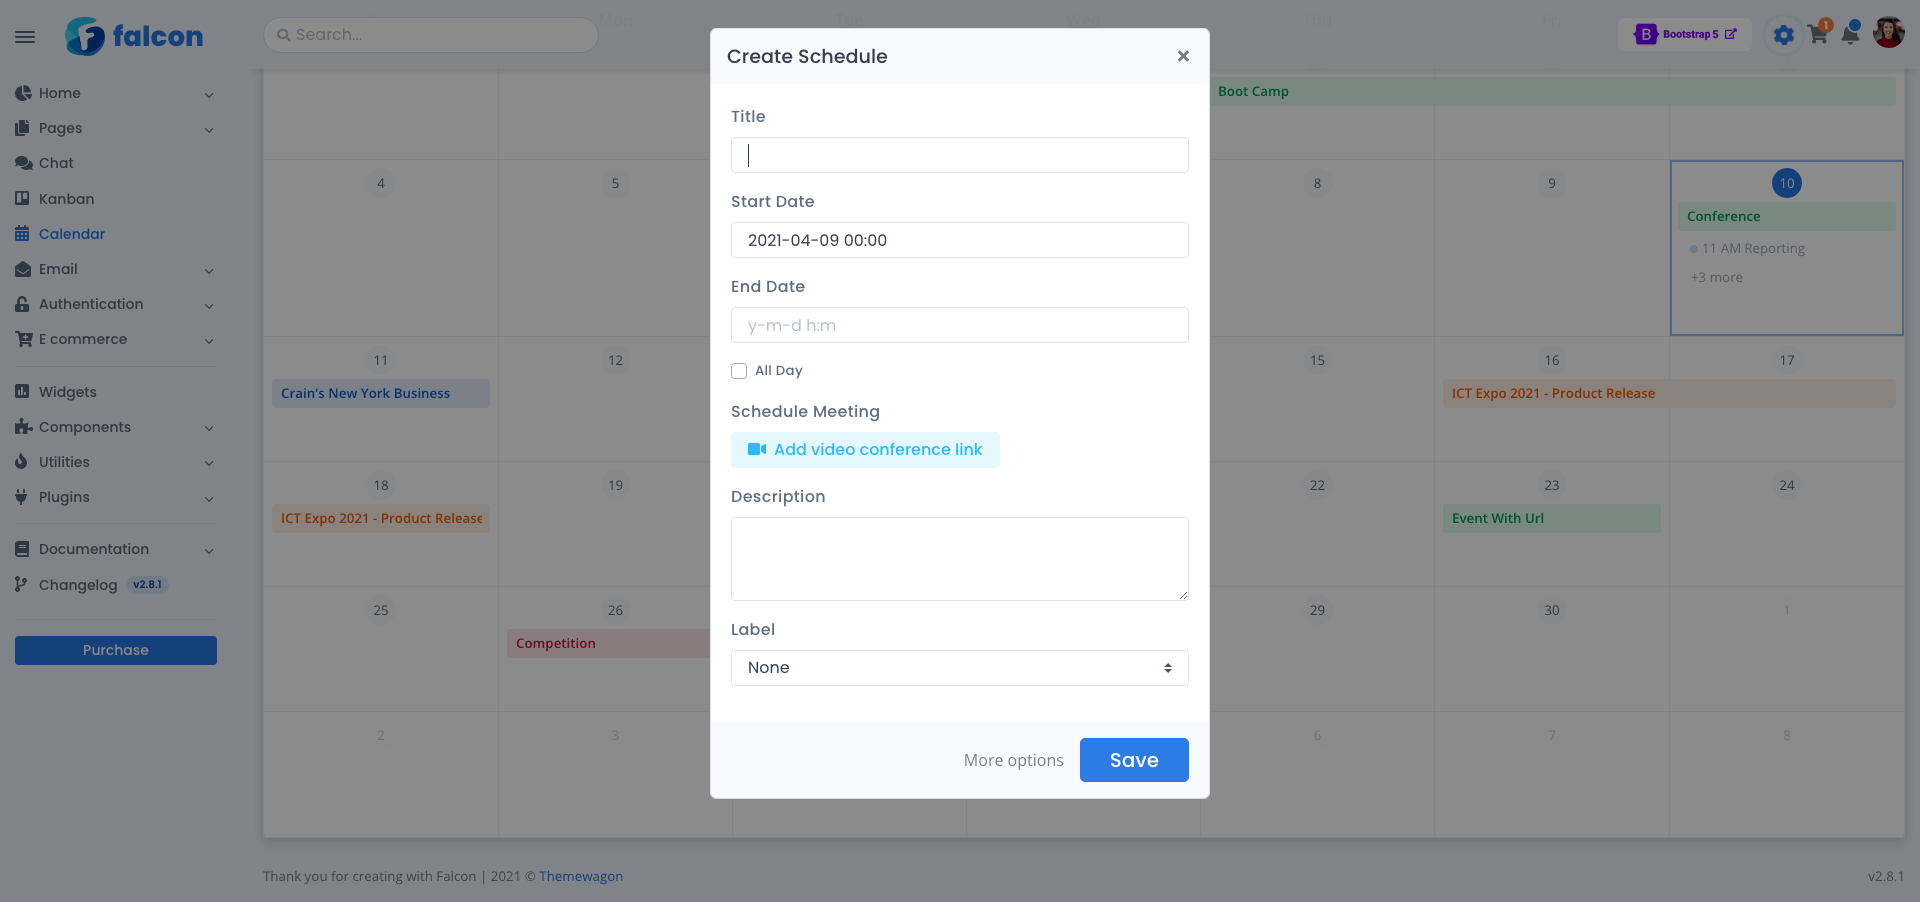 falcon
Search...
Mon
Tue
Wed
Thu
Fri
B Bootstrap 5
1
Home
Pages
Chat
Kanban
Calendar
Email
Authentication
E commerce
Widgets
Components
Utilities
Plugins
Documentation
Changelog v2.8.1
Purchase
Boot Camp
4 5 8 9 10
Conference
11 AM Reporting
+3 more
11 12 15 16 17
Crain's New York Business
ICT Expo 2021 - Product Release
18 19 22 23 24
ICT Expo 2021 - Product Release
Event With Url
25 26 29 30 1
Competition
2 3 6 7 8
Create Schedule ×
Title
Start Date
2021-04-09 00:00
End Date
y-m-d h:m
All Day
Schedule Meeting
Add video conference link
Description
Label
None
More options
Save
Thank you for creating with Falcon | 2021 © Themewagon
v2.8.1